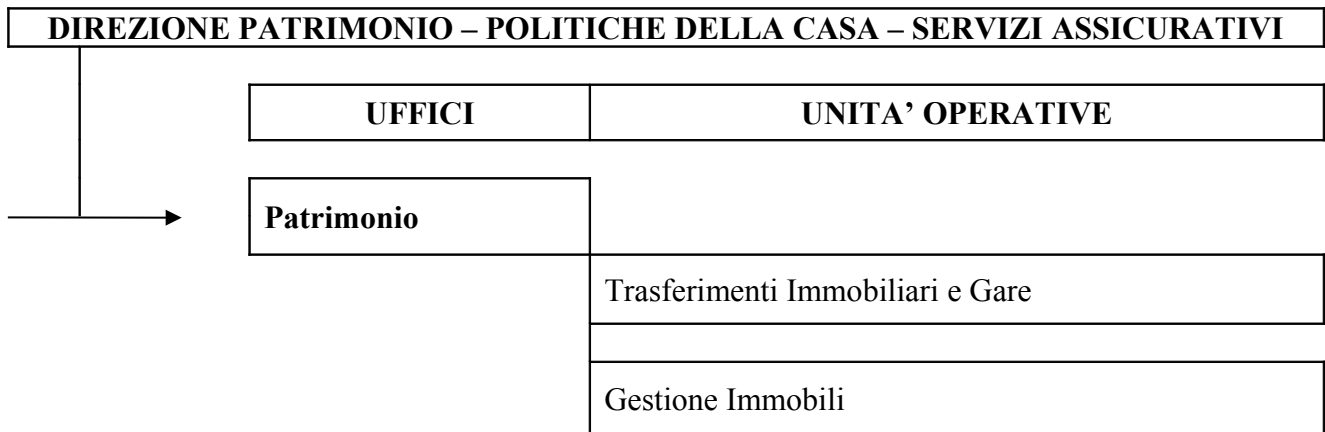 DIREZIONE PATRIMONIO – POLITICHE DELLA CASA – SERVIZI ASSICURATIVI
UFFICI
UNITA’ OPERATIVE
Patrimonio
Trasferimenti Immobiliari e Gare
Gestione Immobili